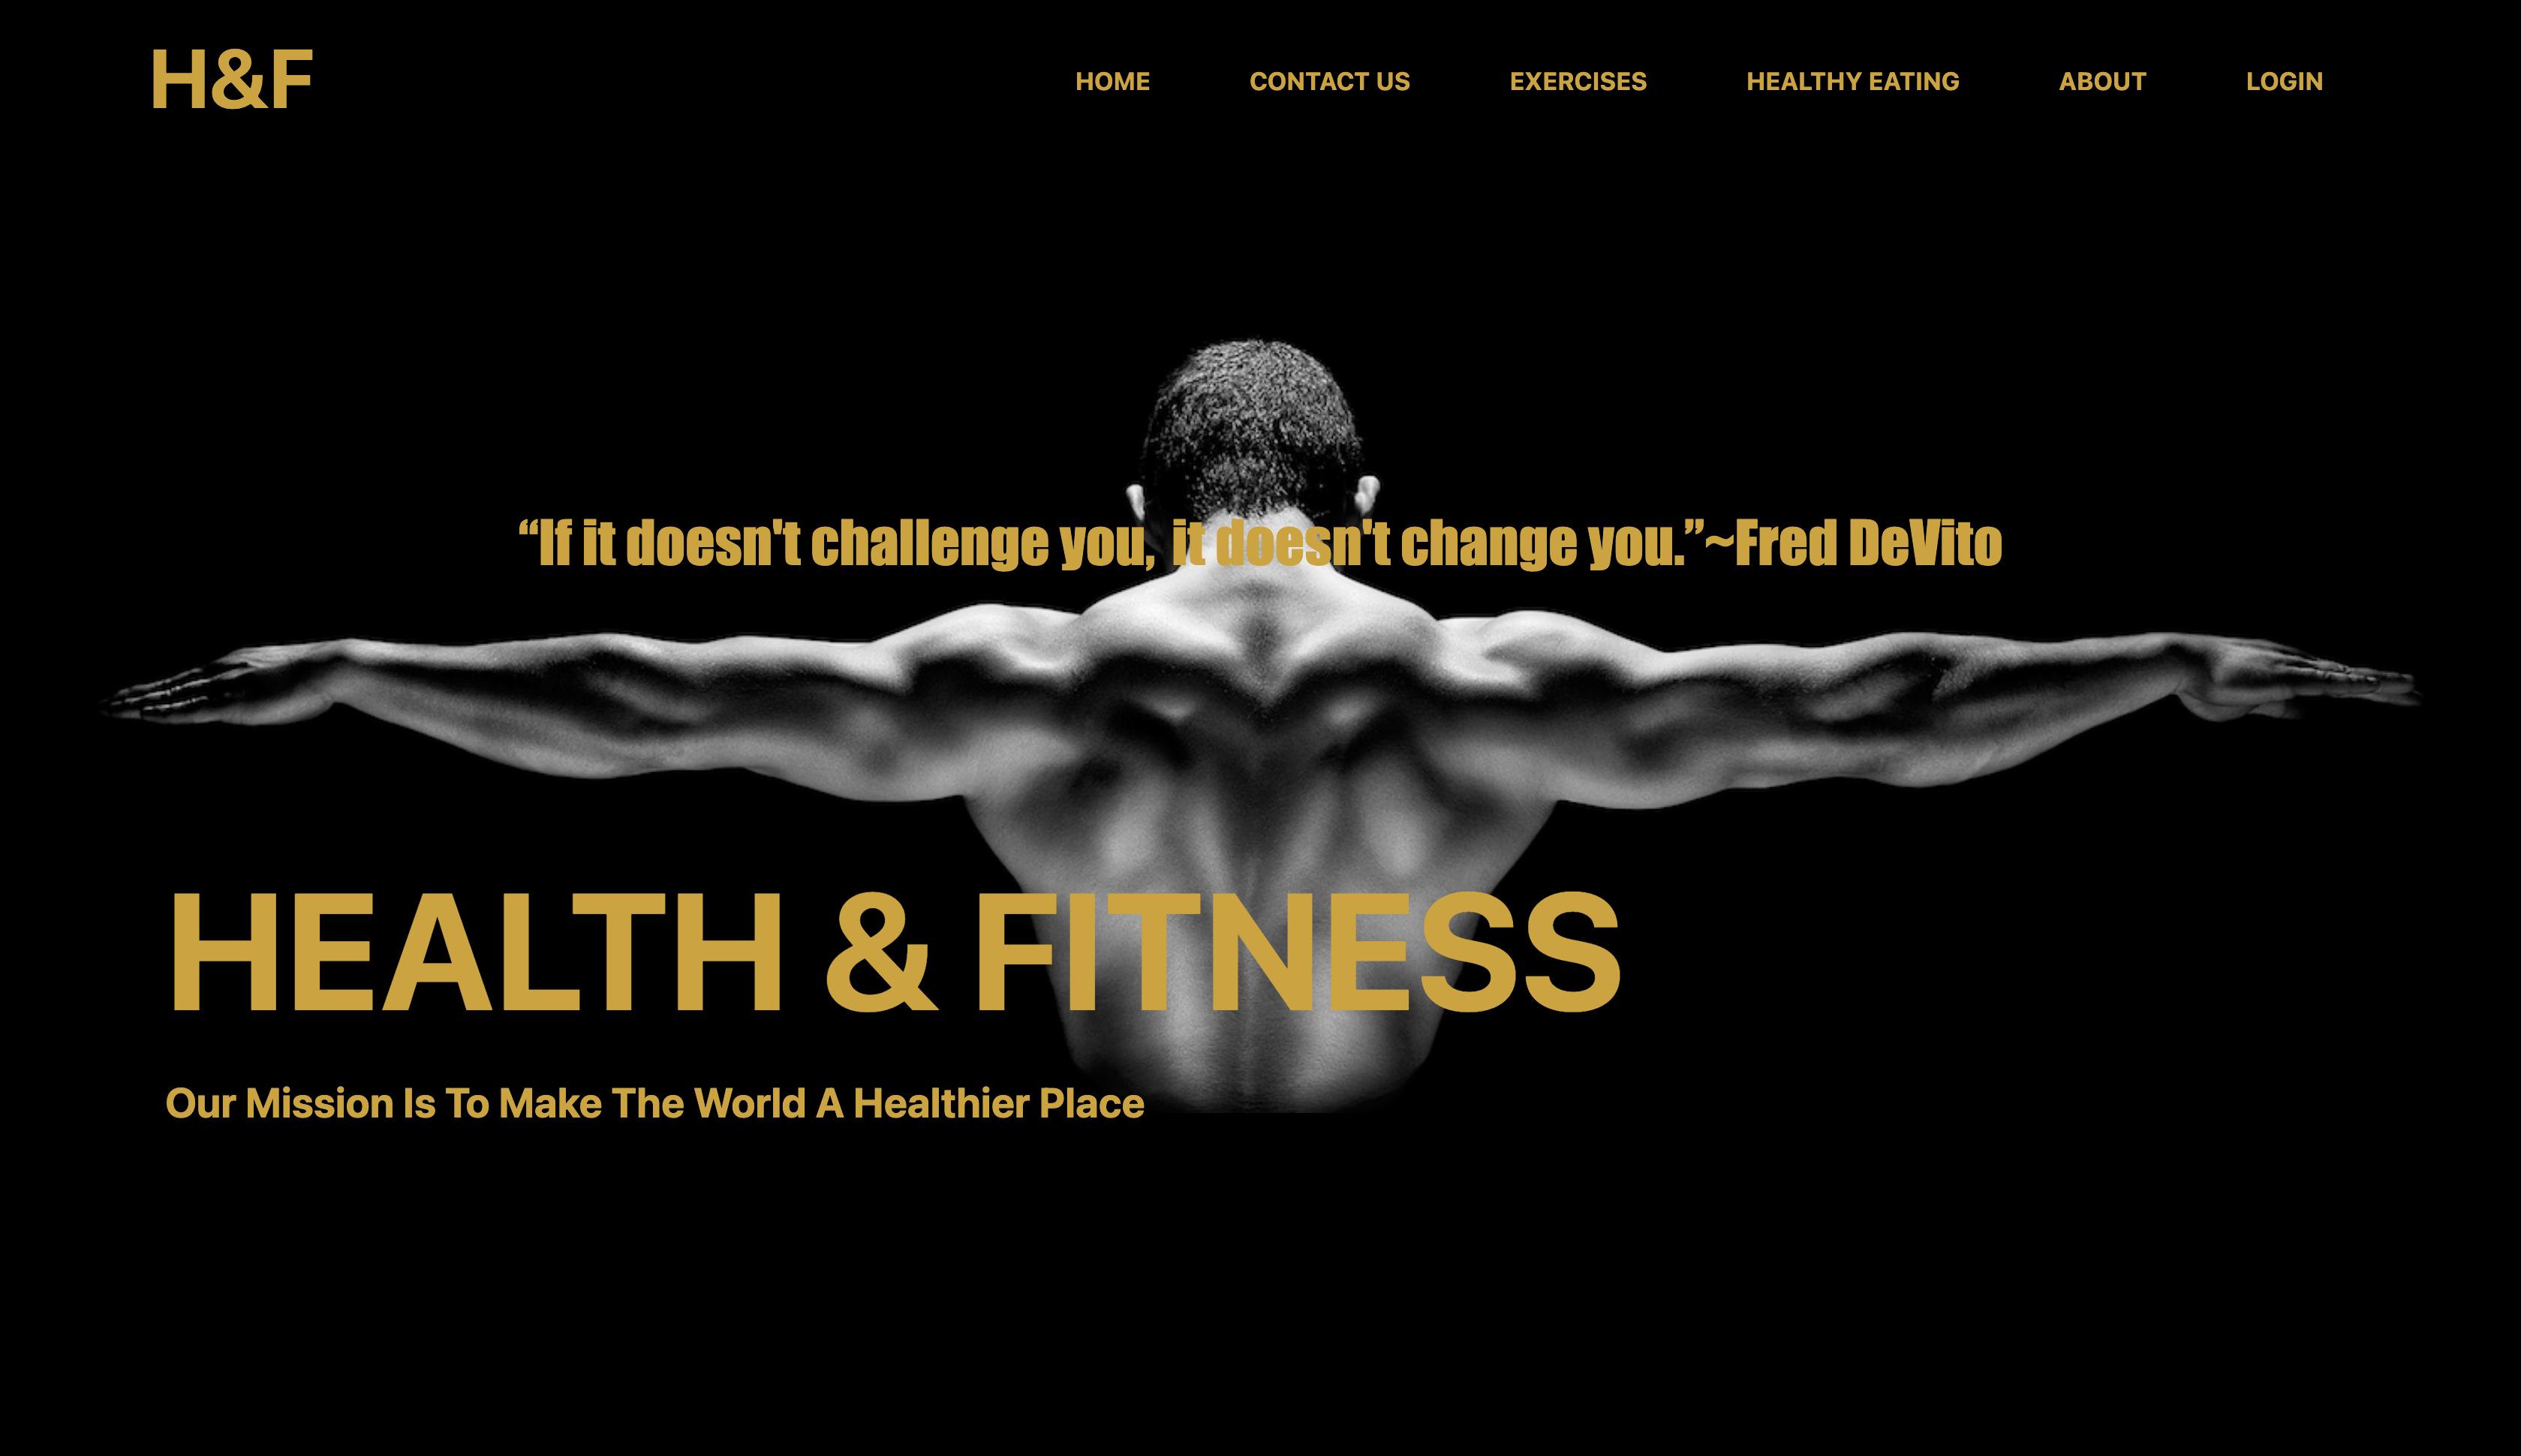 H&F
HOME CONTACT US EXERCISES HEALTHY EATING ABOUT LOGIN
“If it doesn't challenge you, it doesn't change you.”~Fred DeVito
HEALTH & FITNESS
Our Mission Is To Make The World A Healthier Place